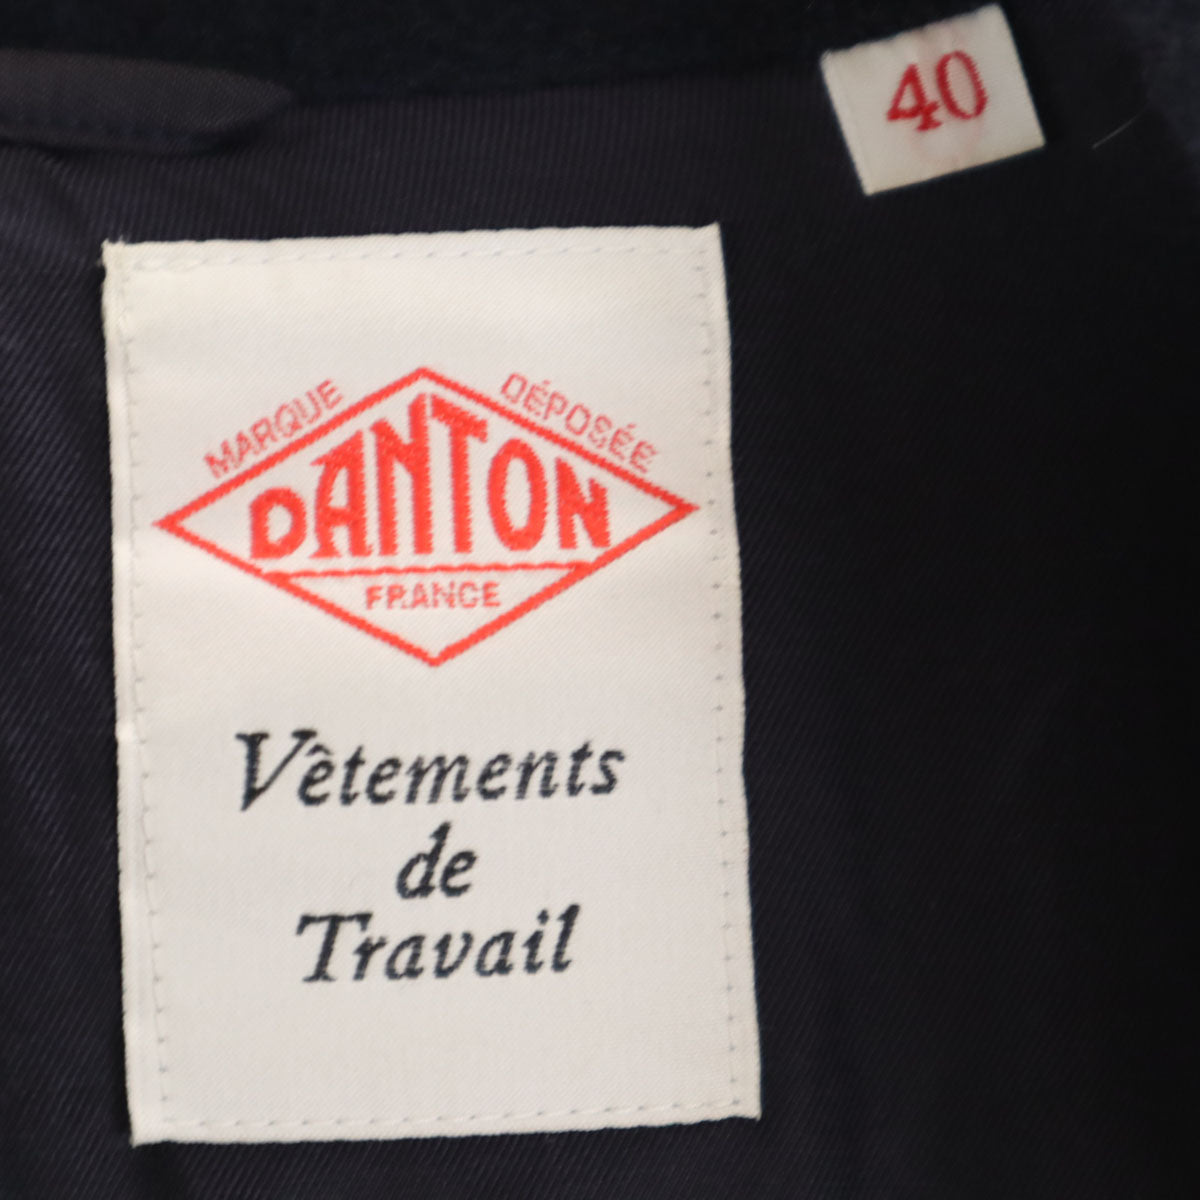 40
MARQUE DÉPOSÉE
DANTON
FRANCE
Vêtements
de
Travail